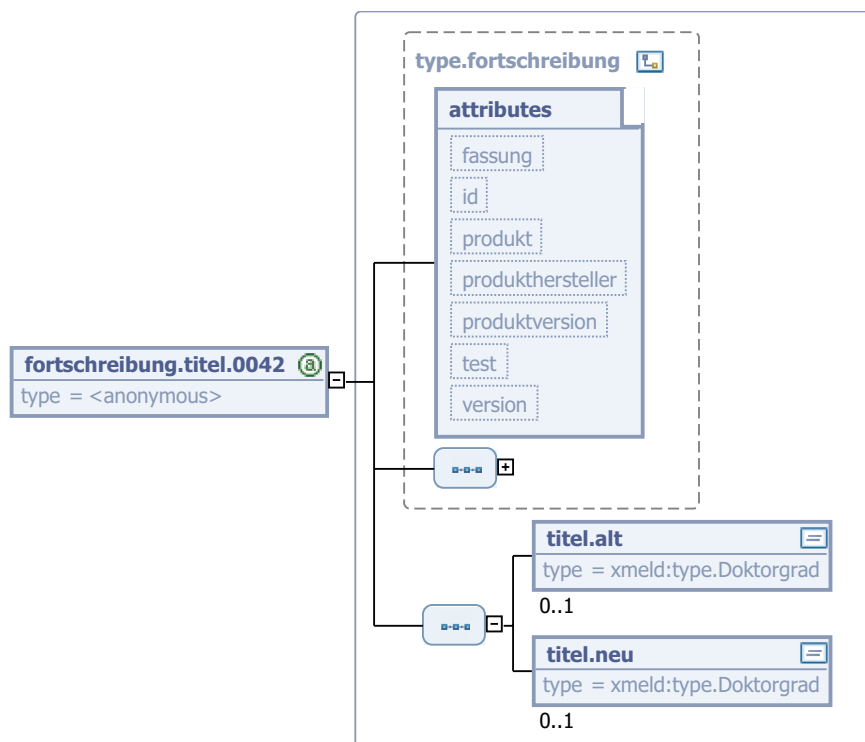 type.fortschreibung
attributes
fassung
id
produkt
produkthersteller
produktversion
test
version
fortschreibung.titel.0042
type = <anonymous>
titel.alt
type = xmeld:type.Doktorgrad
0..1
titel.neu
type = xmeld:type.Doktorgrad
0..1